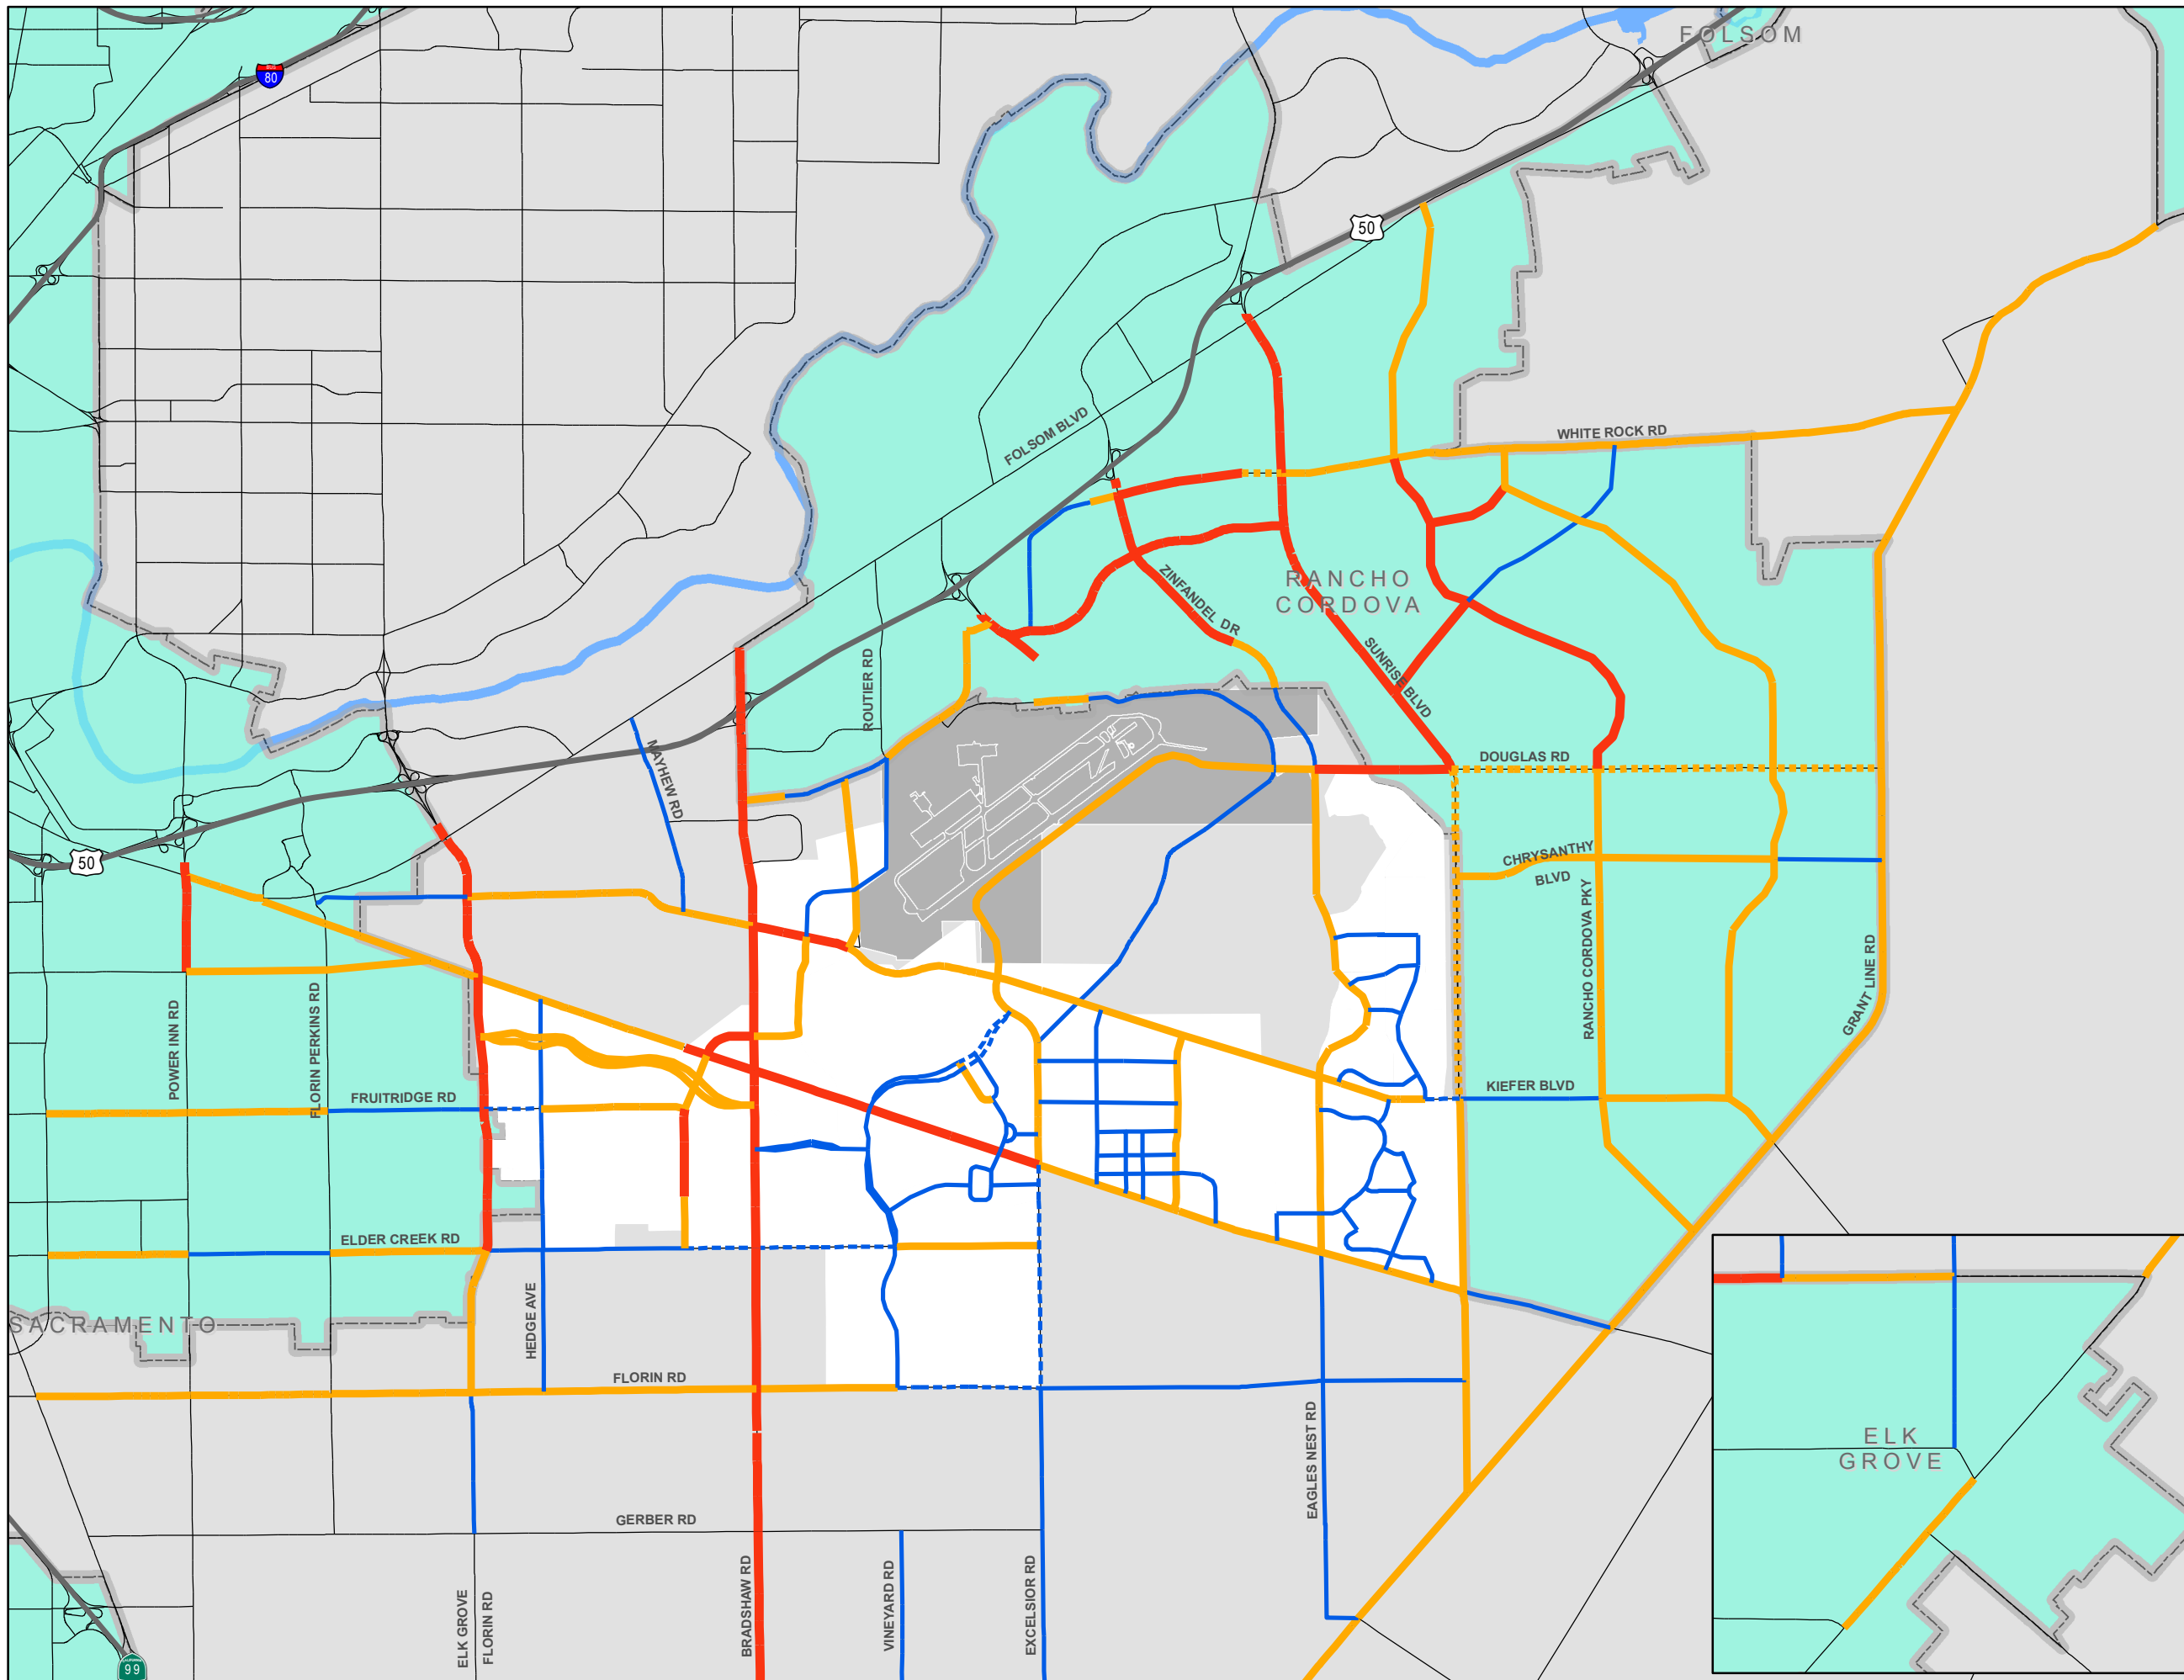 FOLSOM
80
50
FOLSOM BLVD
WHITE ROCK RD
ZINFANDEL DR
RANCHO
CORDOVA
SUNRISE BLVD
ROUTIER RD
MAYHEW RD
DOUGLAS RD
50
CHRYSANTHY
BLVD
RANCHO CORDOVA PKY
GRANT LINE RD
POWER INN RD
FLORIN PERKINS RD
FRUITRIDGE RD
KIEFER BLVD
ELDER CREEK RD
SACRAMENTO
HEDGE AVE
FLORIN RD
EAGLES NEST RD
ELK
GROVE
GERBER RD
ELK GROVE
FLORIN RD
BRADSHAW RD
VINEYARD RD
EXCELSIOR RD
99